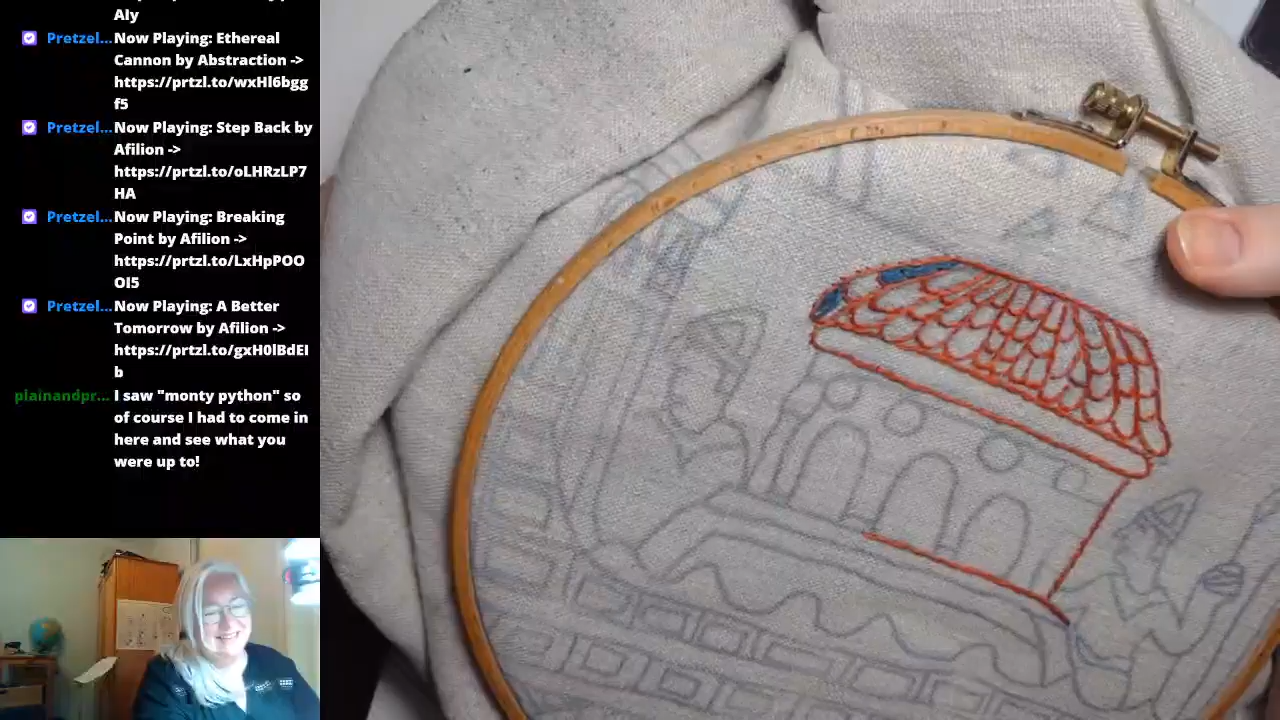 Aly
Pretzel... Now Playing: Ethereal
Cannon by Abstraction ->
https://prtzl.to/wxHl6bgg
f5
Pretzel... Now Playing: Step Back by
Afilion ->
https://prtzl.to/oLHRzLP7
HA
Pretzel... Now Playing: Breaking
Point by Afilion ->
https://prtzl.to/LxHpPOO
Ol5
Pretzel... Now Playing: A Better
Tomorrow by Afilion ->
https://prtzl.to/gxH0lBdEI
b
plainandpr... I saw "monty python" so
of course I had to come in
here and see what you
were up to!